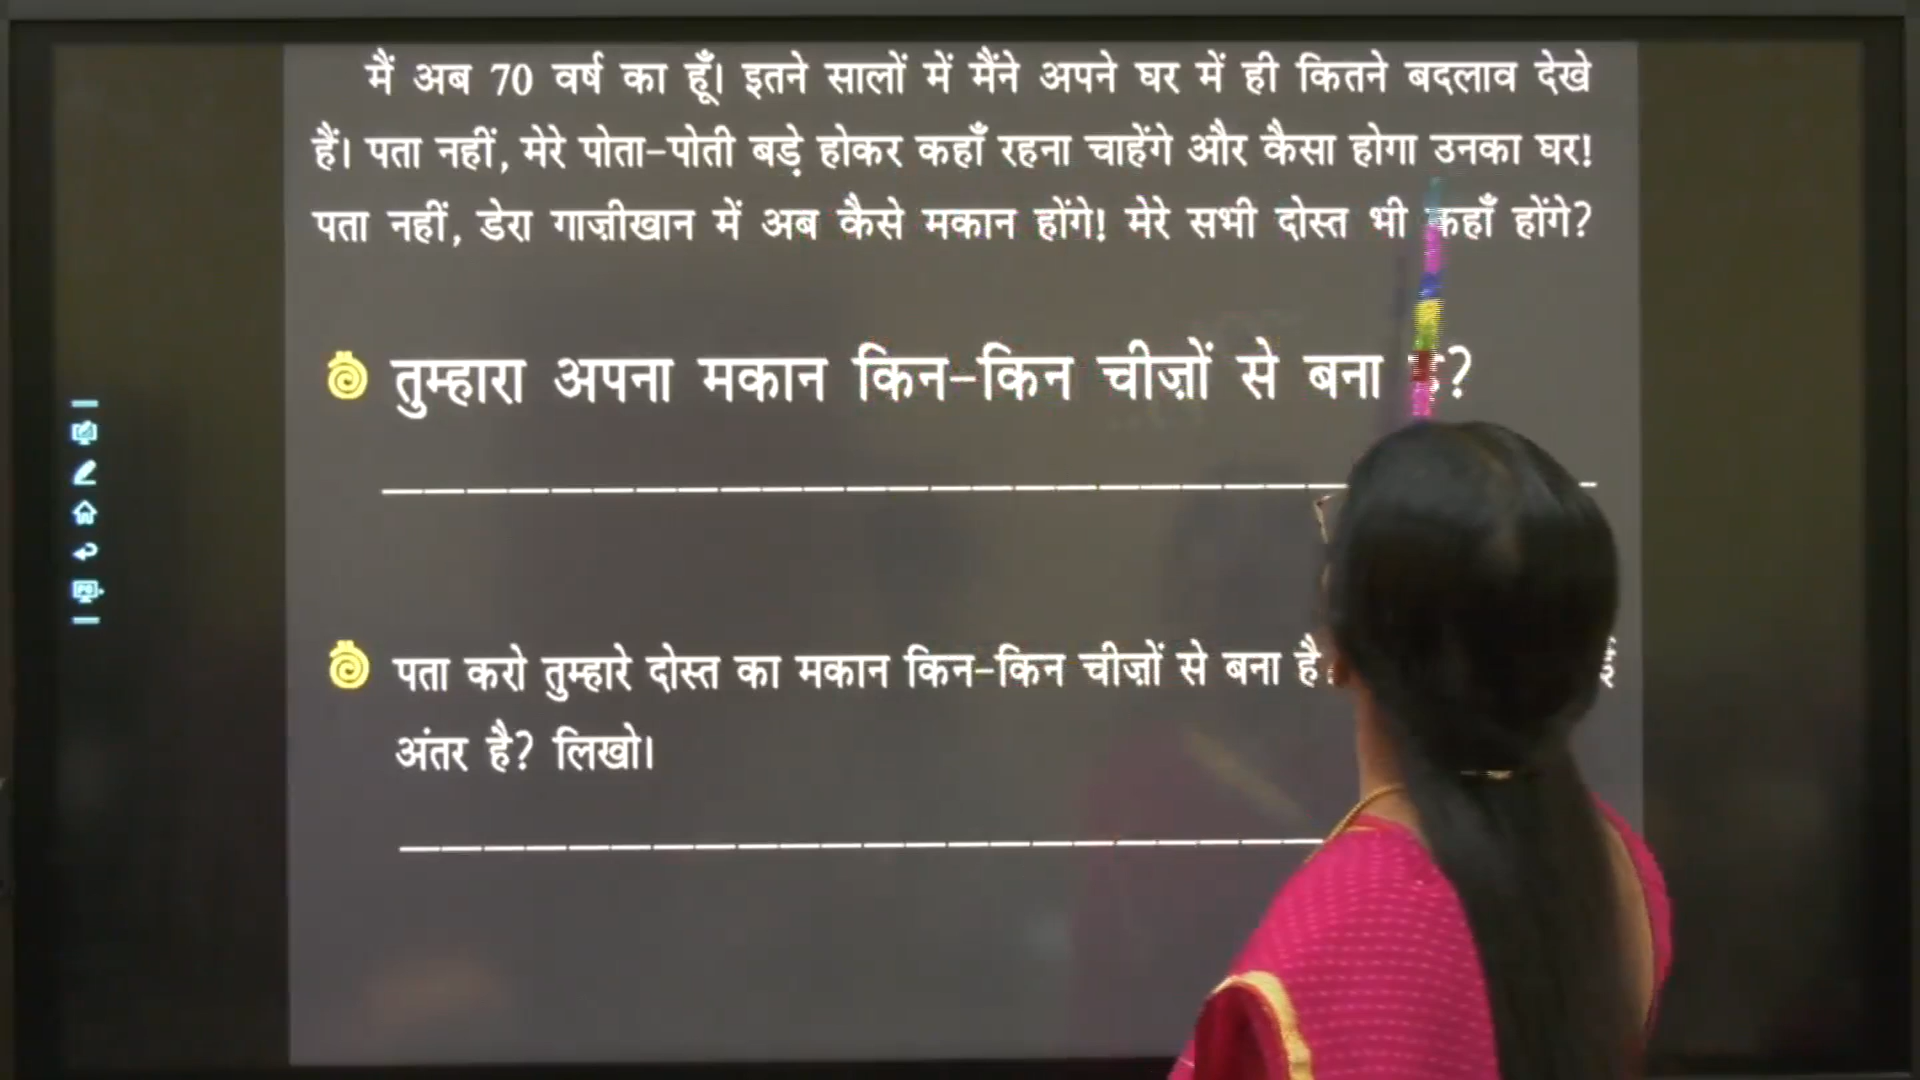 मैं अब 70 वर्ष का हूँ। इतने सालों में मैंने अपने घर में ही कितने बदलाव देखे
हैं। पता नहीं, मेरे पोता-पोती बड़े होकर कहाँ रहना चाहेंगे और कैसा होगा उनका घर!
पता नहीं, डेरा गाज़ीखान में अब कैसे मकान होंगे! मेरे सभी दोस्त भी कहाँ होंगे?
तुम्हारा अपना मकान किन-किन चीज़ों से बना ?
पता करो तुम्हारे दोस्त का मकान किन-किन चीज़ों से बना है
अंतर है? लिखो।